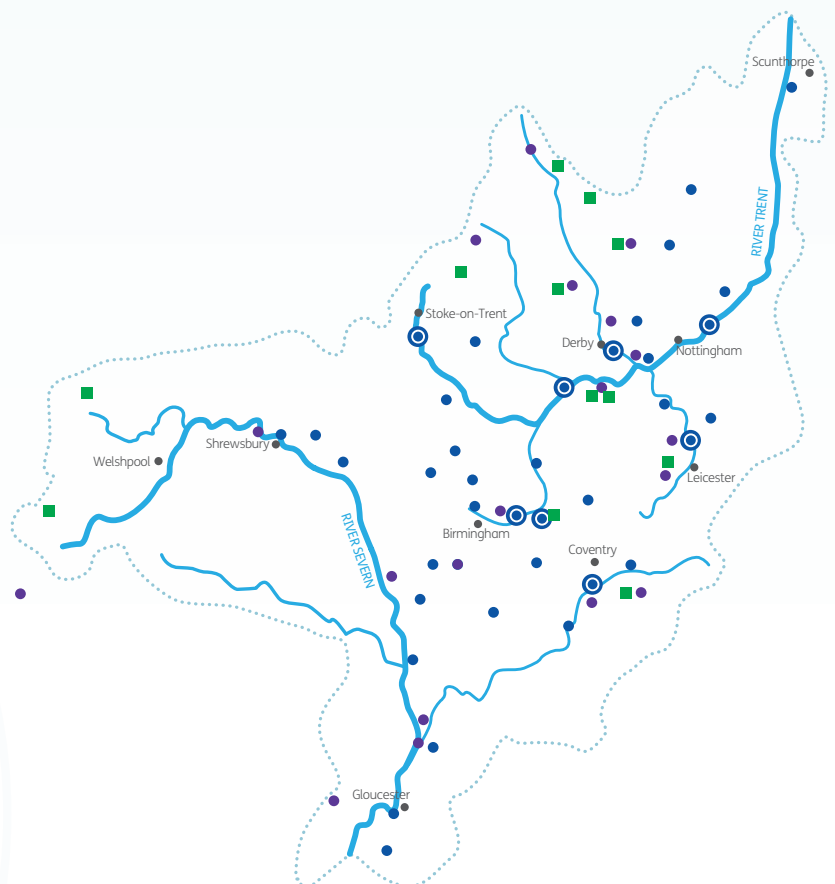 Scunthorpe
RIVER TRENT
Stoke-on-Trent
Derby
Nottingham
Shrewsbury
Welshpool
Leicester
RIVER SEVERN
Birmingham
Coventry
Gloucester